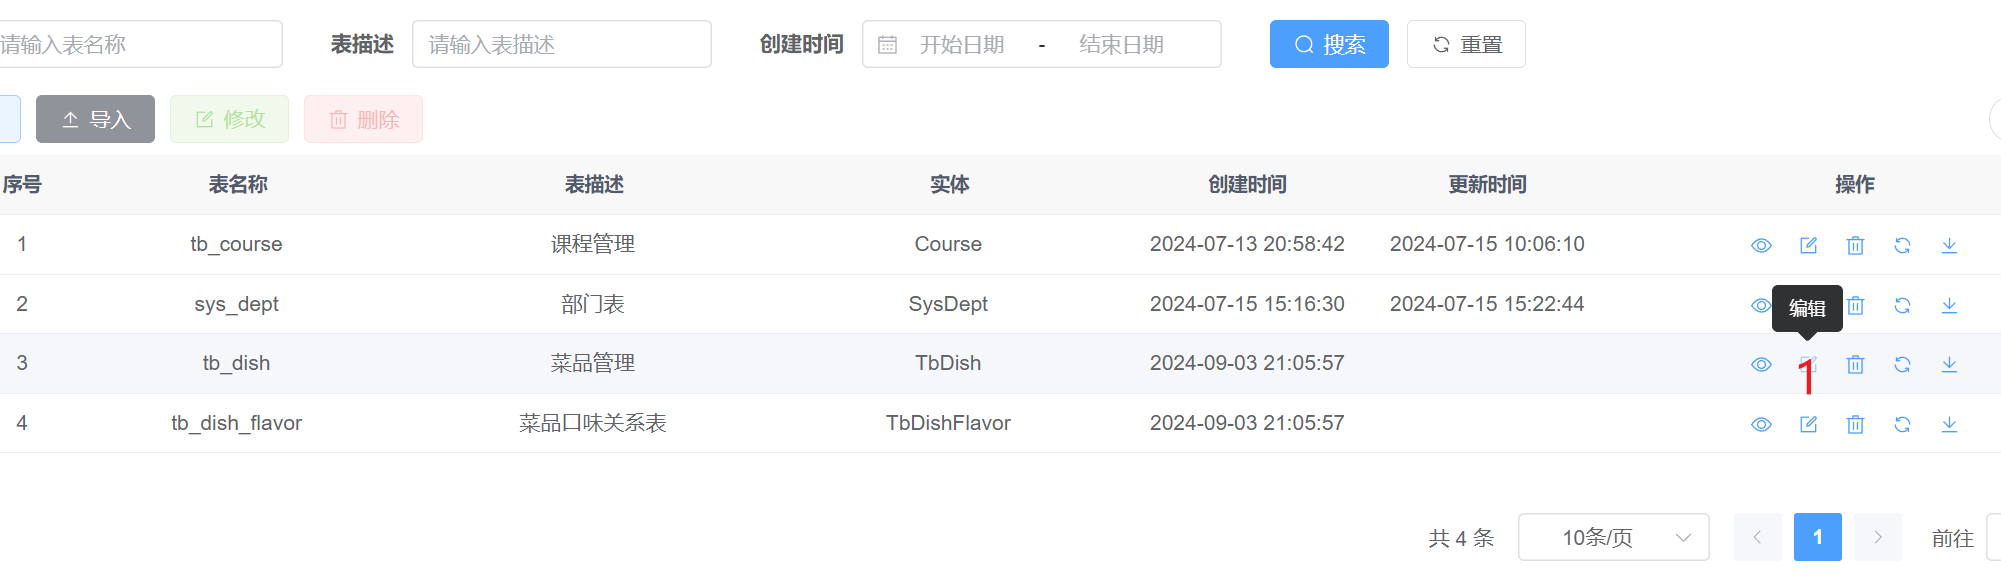 请输入表名称 表描述 请输入表描述 创建时间 开始日期 - 结束日期 搜索 重置
导入 修改 删除
序号 表名称 表描述 实体 创建时间 更新时间 操作
1 tb_course 课程管理 Course 2024-07-13 20:58:42 2024-07-15 10:06:10
2 sys_dept 部门表 SysDept 2024-07-15 15:16:30 2024-07-15 15:22:44 编辑
3 tb_dish 菜品管理 TbDish 2024-09-03 21:05:57 1
4 tb_dish_flavor 菜品口味关系表 TbDishFlavor 2024-09-03 21:05:57
共 4 条 10条/页 1 前往